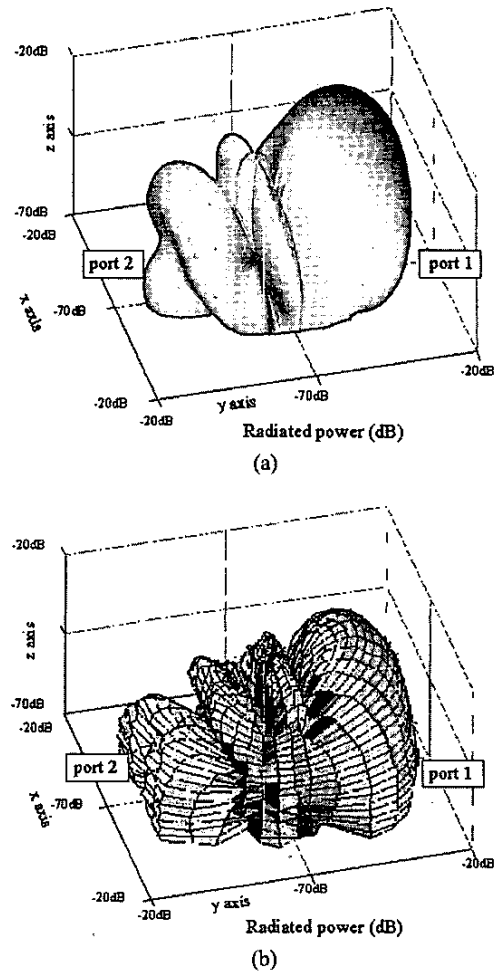 -20dB
z axis
-70dB
-20dB
port 2
port 1
x axis
-70dB
-20dB
-20dB
y axis
-70dB
-20dB
Radiated power (dB)
(a)
-20dB
z axis
-70dB
-20dB
port 2
port 1
x axis
-70dB
-20dB
-20dB
y axis
-70dB
-20dB
Radiated power (dB)
(b)